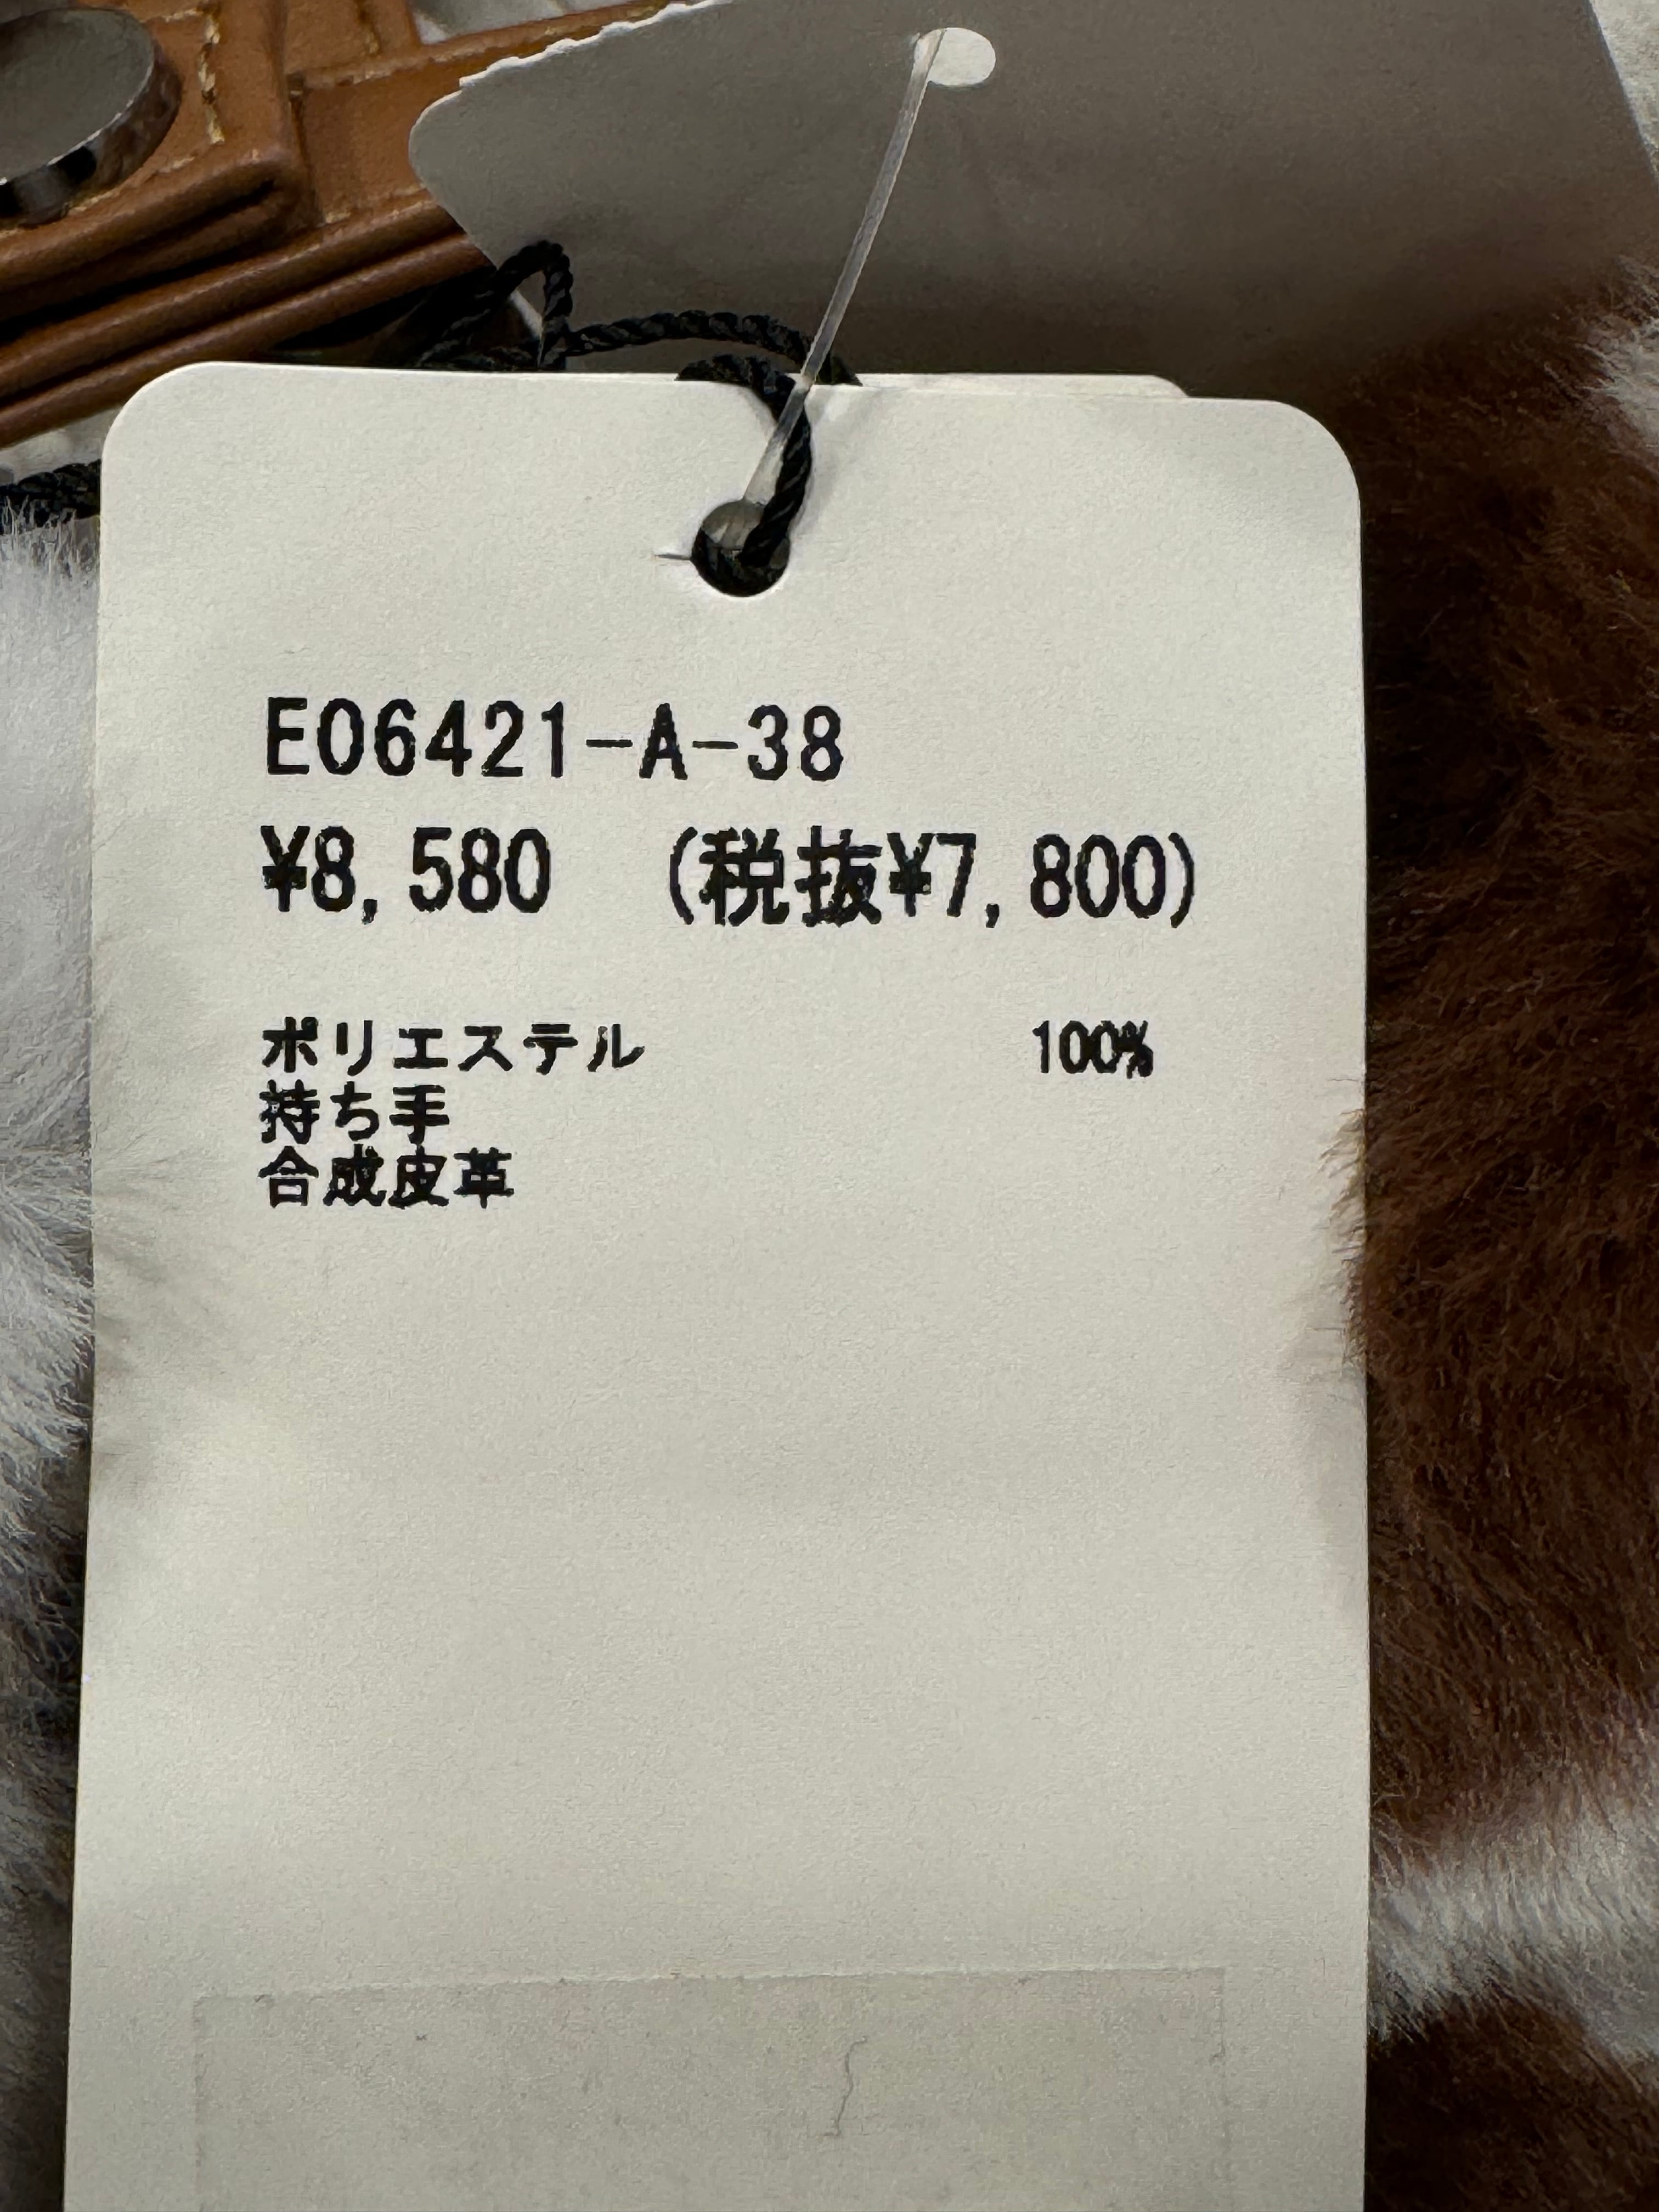 E06421-A-38
¥8,580 (税抜¥7,800)
ポリエステル 100%
持ち手
合成皮革